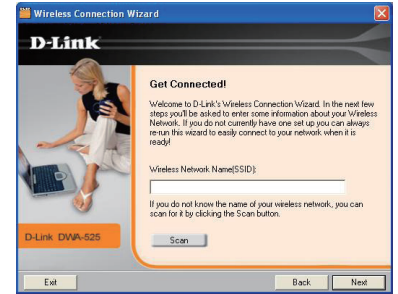 Wireless Connection Wizard
D-Link
Get Connected!
Welcome to D-Link's Wireless Connection Wizard. In the next few
steps you'll be asked to enter some information about your Wireless
Network. If you do not currently have one set up you can always
re-run this wizard to easily connect to your network when it is
ready!
Wireless Network Name(SSID):
If you do not know the name of your wireless network, you can
scan for it by clicking the Scan button.
D-Link DWA-525
Scan
Exit
Back
Next